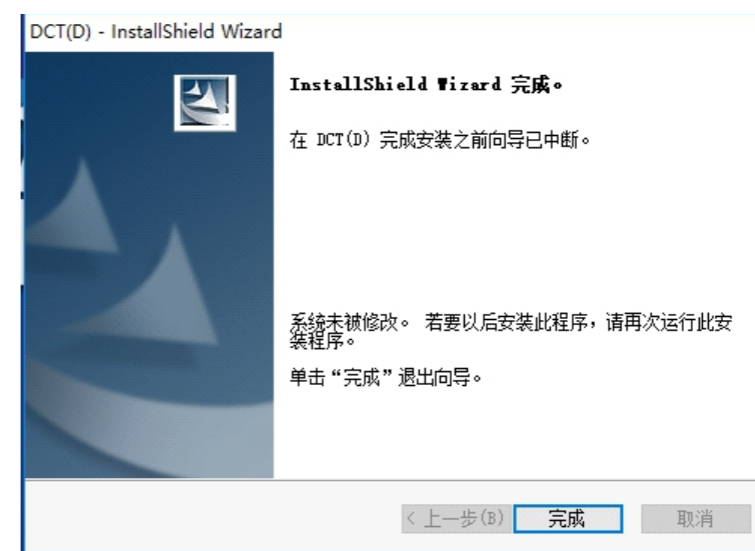 DCT(D) - InstallShield Wizard
InstallShield Wizard 完成。
在 DCT(D) 完成安装之前向导已中断。
系统未被修改。 若要以后安装此程序，请再次运行此安
装程序。
单击“完成”退出向导。
< 上一步(B) 完成 取消